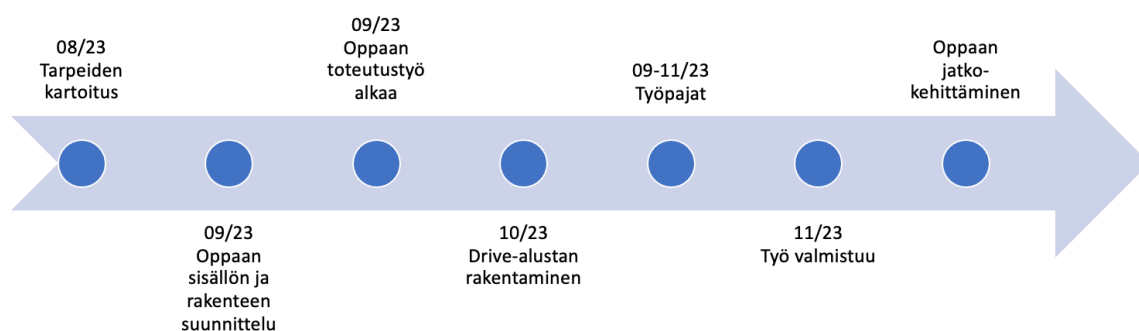 08/23
Tarpeiden
kartoitus
09/23
Oppaan
sisällön ja
rakenteen
suunnittelu
09/23
Oppaan
toteutustyö
alkaa
10/23
Drive-alustan
rakentaminen
09-11/23
Työpajat
11/23
Työ valmistuu
Oppaan
jatko-
kehittäminen